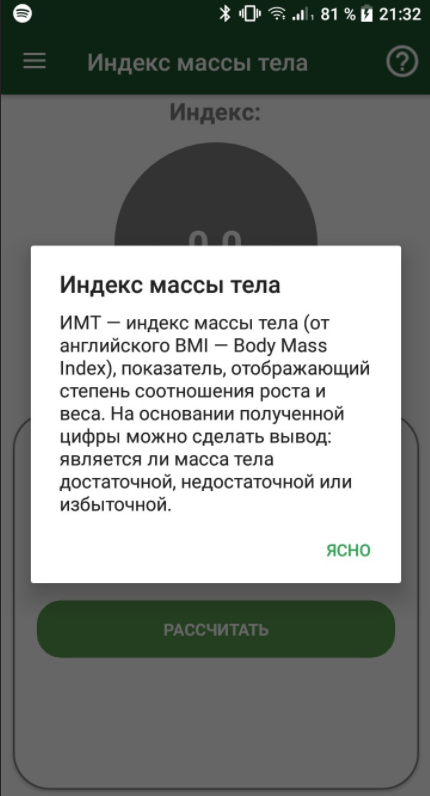 81 % 21:32
Индекс массы тела
Индекс:
Индекс массы тела
ИМТ — индекс массы тела (от
английского BMI — Body Mass
Index), показатель, отображающий
степень соотношения роста и
веса. На основании полученной
цифры можно сделать вывод:
является ли масса тела
достаточной, недостаточной или
избыточной.
ЯСНО
РАССЧИТАТЬ